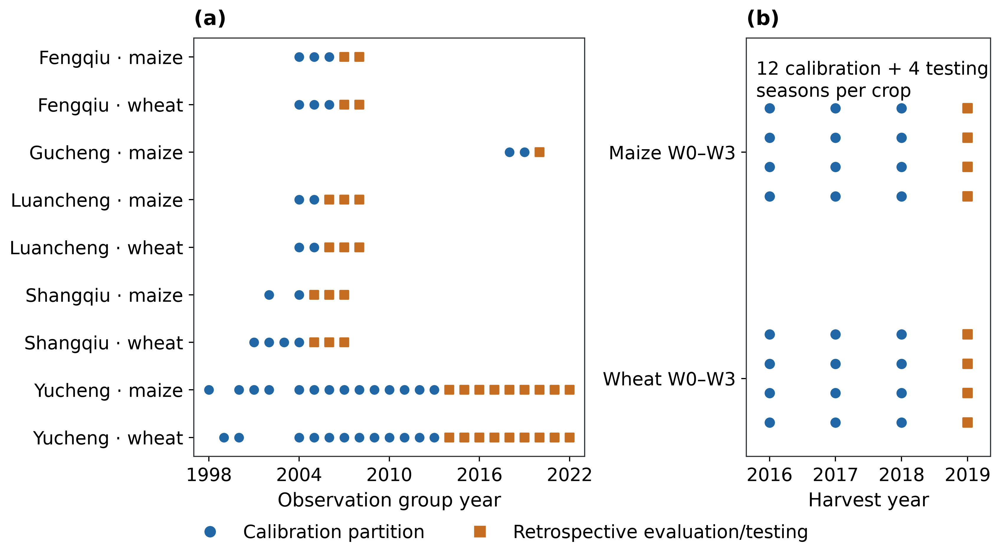 (a)
Fengqiu · maize
Fengqiu · wheat
Gucheng · maize
Luancheng · maize
Luancheng · wheat
Shangqiu · maize
Shangqiu · wheat
Yucheng · maize
Yucheng · wheat
1998 2004 2010 2016 2022
Observation group year
(b)
12 calibration + 4 testing
seasons per crop
Maize W0–W3
Wheat W0–W3
2016 2017 2018 2019
Harvest year
Calibration partition
Retrospective evaluation/testing